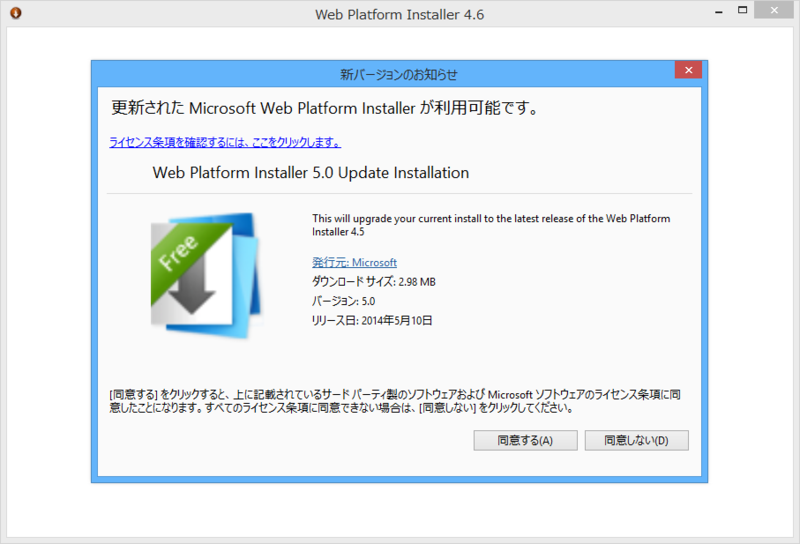 Web Platform Installer 4.6
新バージョンのお知らせ
更新された Microsoft Web Platform Installer が利用可能です。
ライセンス条項を確認するには、ここをクリックします。
Web Platform Installer 5.0 Update Installation
Free
This will upgrade your current install to the latest release of the Web Platform
Installer 4.5
発行元: Microsoft
ダウンロード サイズ: 2.98 MB
バージョン: 5.0
リリース日: 2014年5月10日
[同意する] をクリックすると、上に記載されているサード パーティ製のソフトウェアおよび Microsoft ソフトウェアのライセンス条項に同
意したことになります。すべてのライセンス条項に同意できない場合は、[同意しない] をクリックしてください。
同意する(A)
同意しない(D)